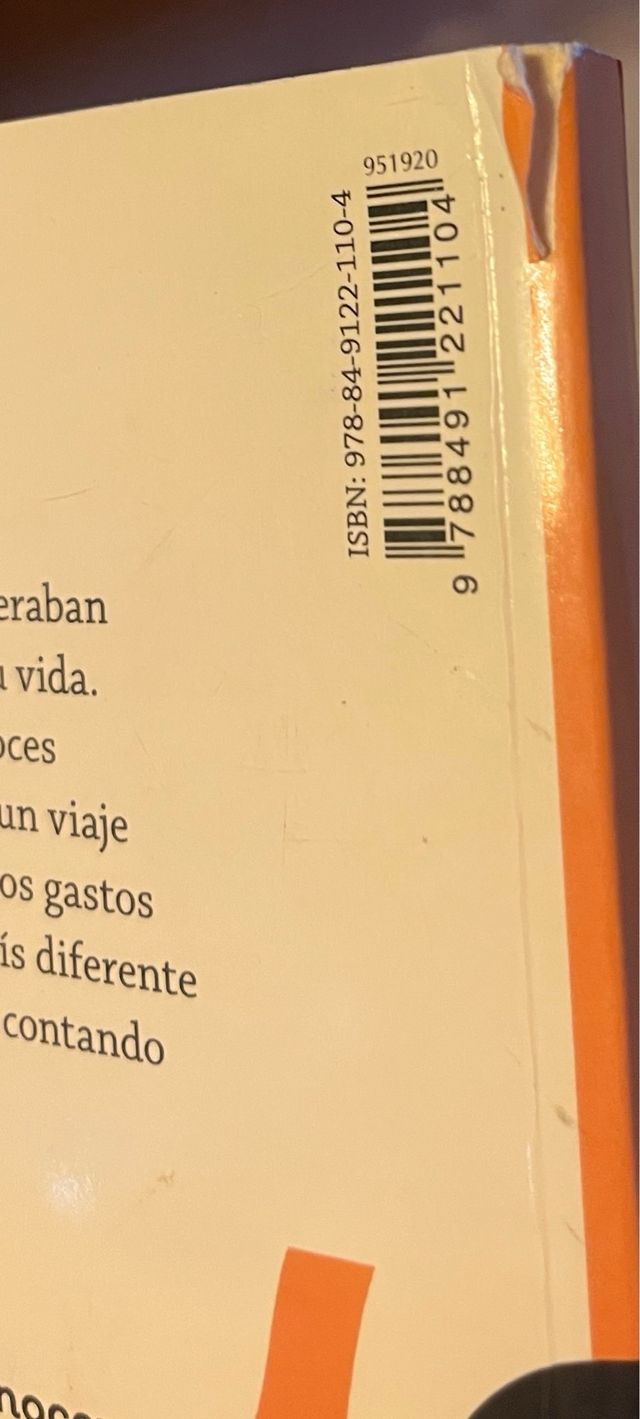 951920
ISBN: 978-84-9122-110-4
9 788491 221104
eraban
vida.
oces
un viaje
os gastos
ís diferente
contando